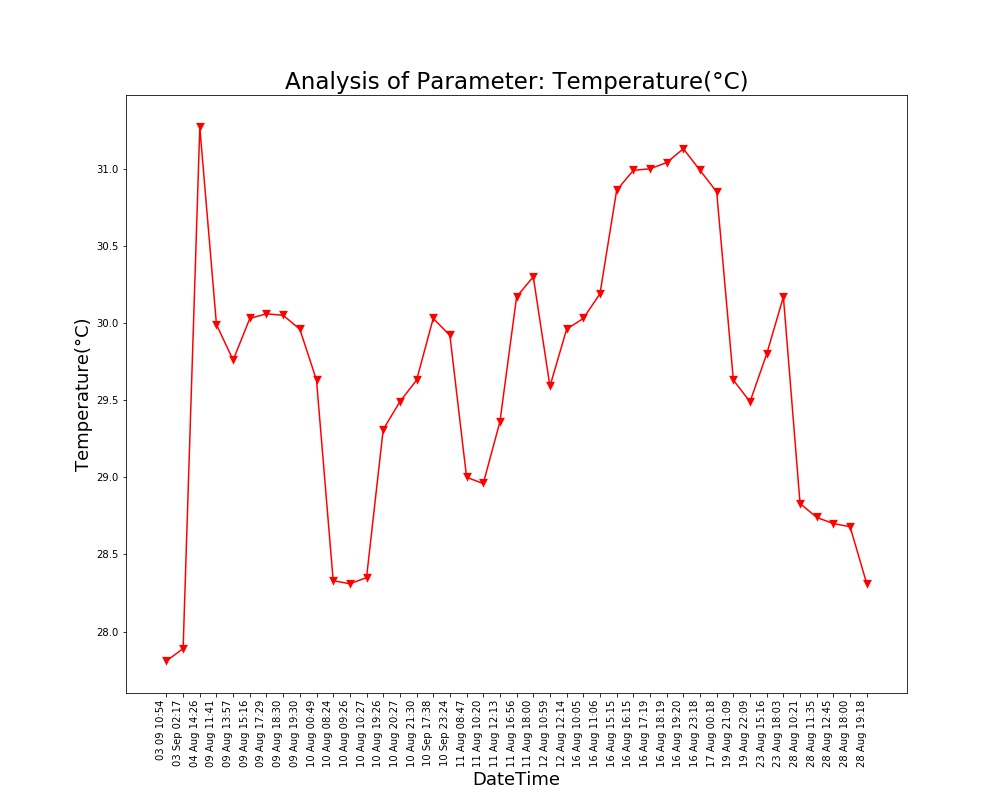 Analysis of Parameter: Temperature(°C)
31.0
30.5
30.0
29.5
29.0
28.5
28.0
Temperature(°C)
03 09 10:54
03 Sep 02:17
04 Aug 14:26
09 Aug 11:41
09 Aug 13:57
09 Aug 15:16
09 Aug 17:29
09 Aug 18:30
09 Aug 19:30
10 Aug 00:49
10 Aug 08:24
10 Aug 09:26
10 Aug 10:27
10 Aug 19:26
10 Aug 20:27
10 Aug 21:30
10 Sep 17:38
10 Sep 23:24
11 Aug 08:47
11 Aug 10:20
11 Aug 12:13
11 Aug 16:56
11 Aug 18:00
12 Aug 10:59
12 Aug 12:14
16 Aug 10:05
16 Aug 11:06
16 Aug 15:15
16 Aug 16:15
16 Aug 17:19
16 Aug 18:19
16 Aug 19:20
16 Aug 23:18
17 Aug 00:18
19 Aug 21:09
19 Aug 22:09
23 Aug 15:16
23 Aug 18:03
28 Aug 10:21
28 Aug 11:35
28 Aug 12:45
28 Aug 18:00
28 Aug 19:18
DateTime